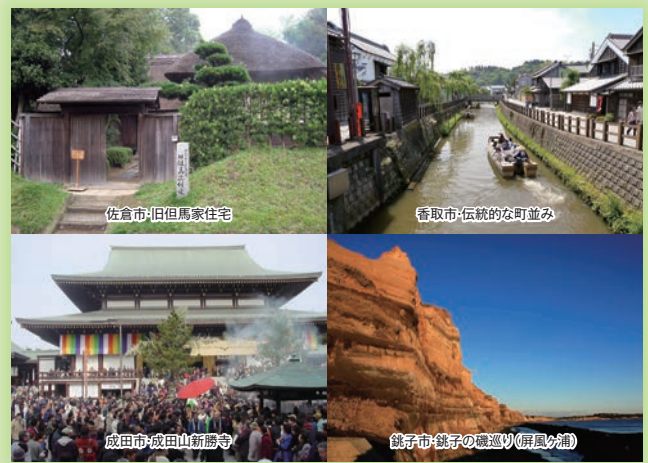 佐倉市・旧但馬家住宅
香取市・伝統的な町並み
成田市・成田山新勝寺
銚子市・銚子の磯巡り（屏風ヶ浦）